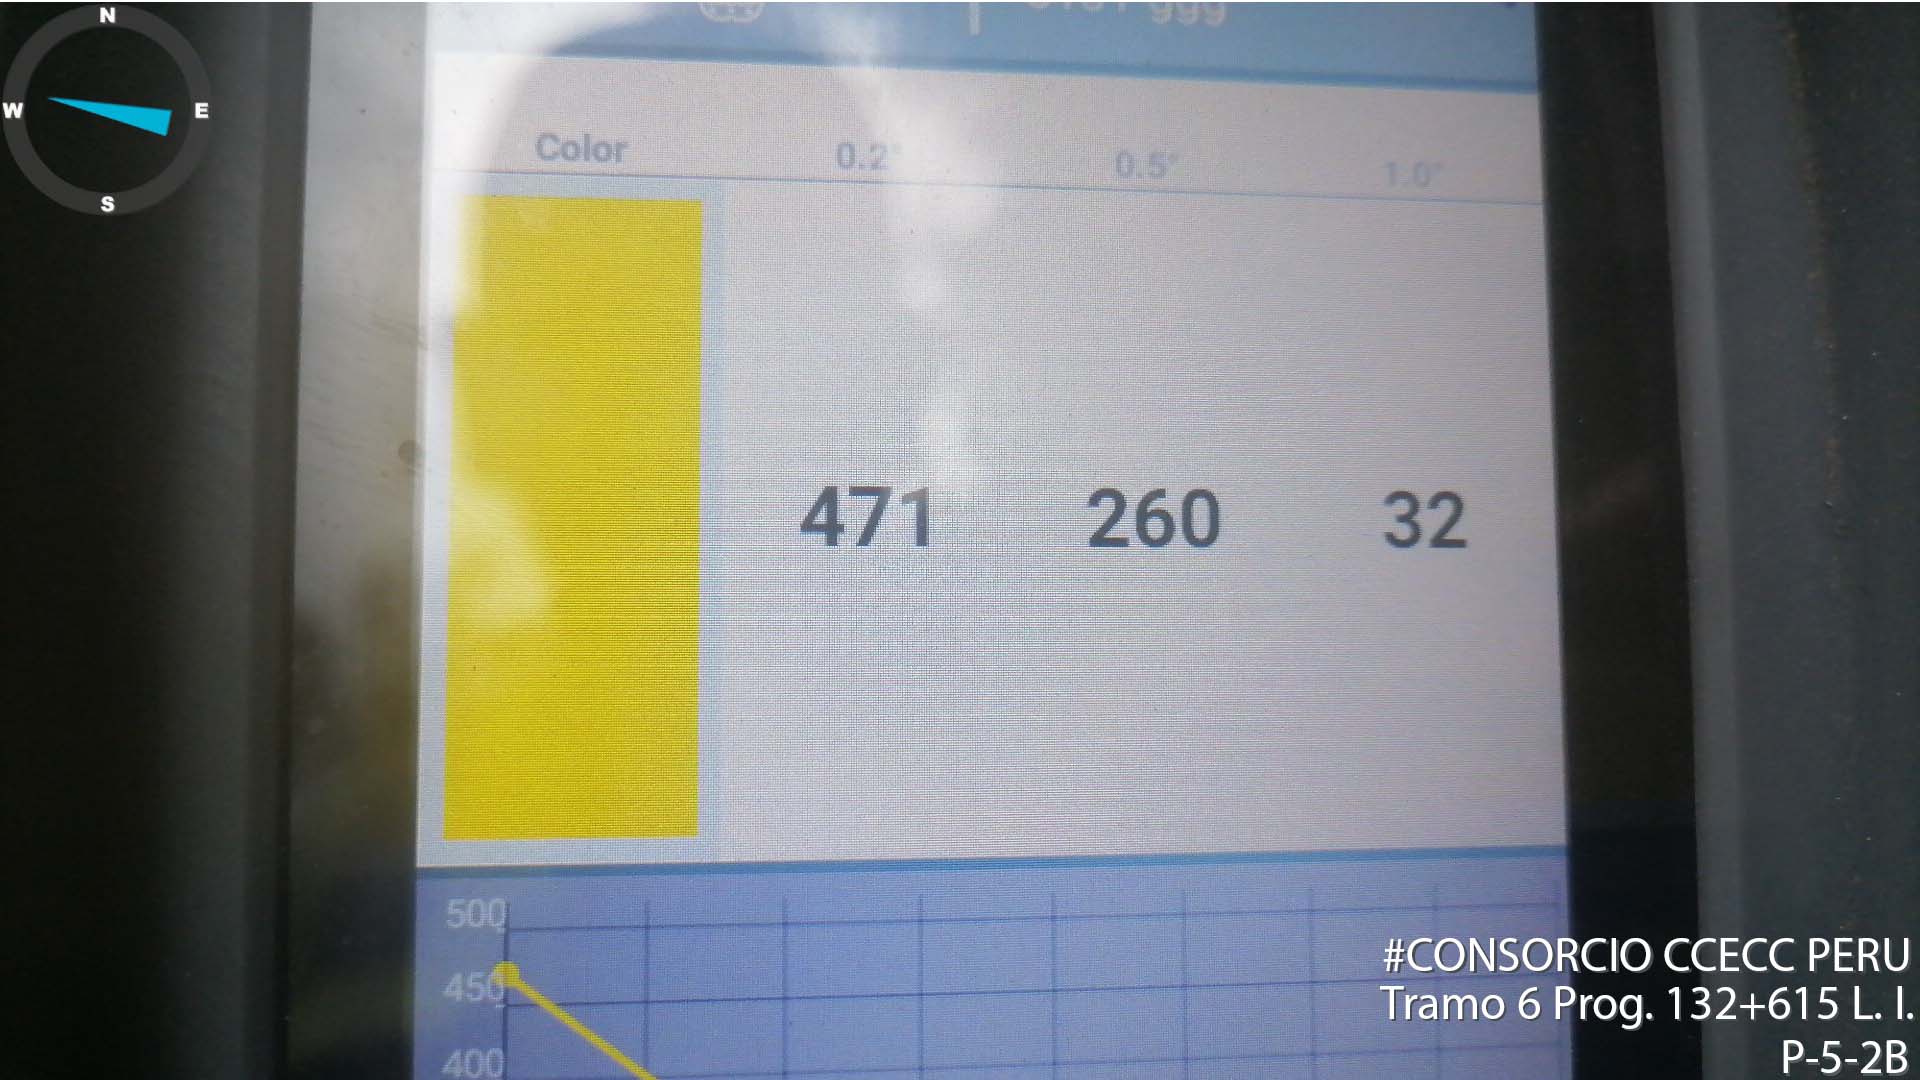 N
W E
S
Color 0.2° 0.5° 1.0°
471 260 32
500
450
400
#CONSORCIO CCECC PERU
Tramo 6 Prog. 132+615 L. I.
P-5-2B